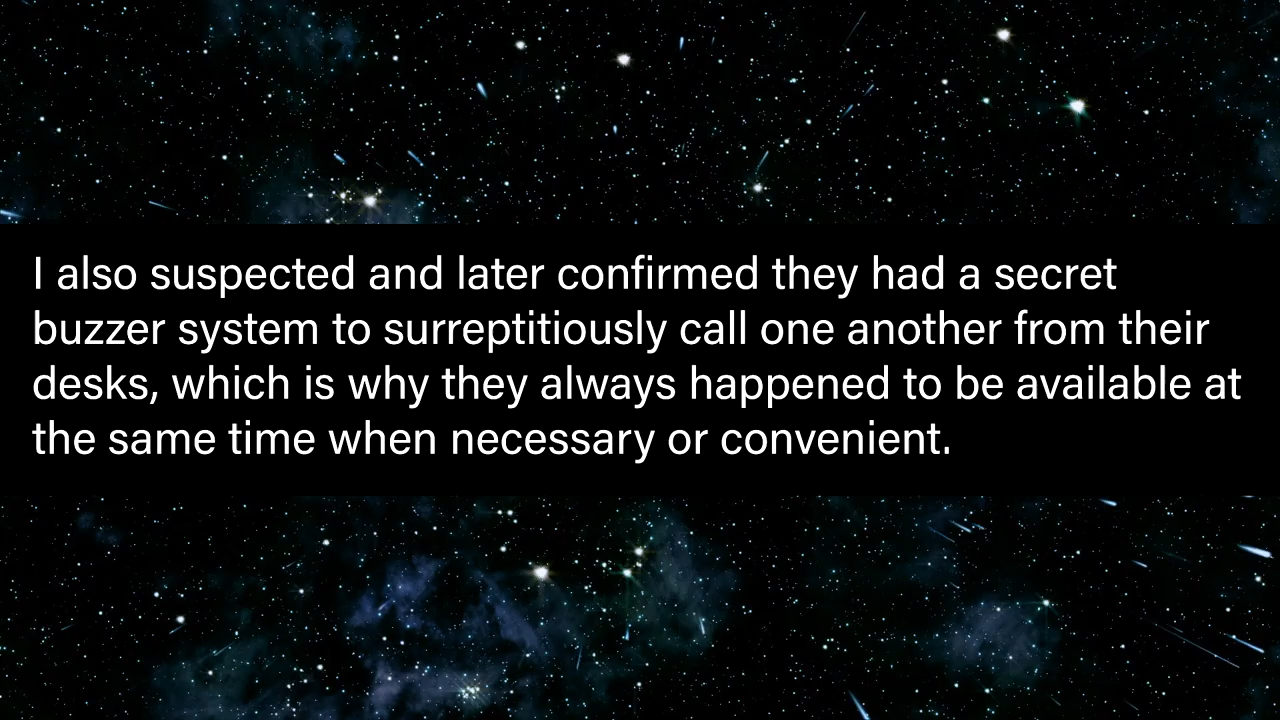 I also suspected and later confirmed they had a secret
buzzer system to surreptitiously call one another from their
desks, which is why they always happened to be available at
the same time when necessary or convenient.